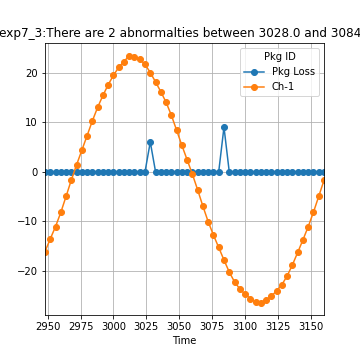 exp7_3:There are 2 abnormalties between 3028.0 and 3084
Pkg ID
Pkg Loss
Ch-1
20
10
0
−10
−20
2950 2975 3000 3025 3050 3075 3100 3125 3150
Time